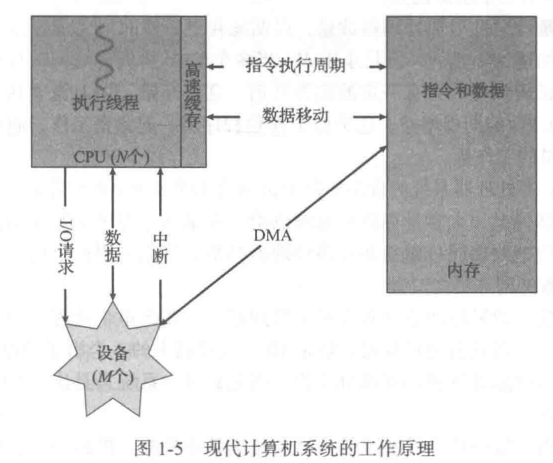 执行线程
高速缓存
CPU (N个)
指令执行周期
数据移动
指令和数据
内存
I/O请求
数据
中断
DMA
设备
(M个)
图 1-5 现代计算机系统的工作原理